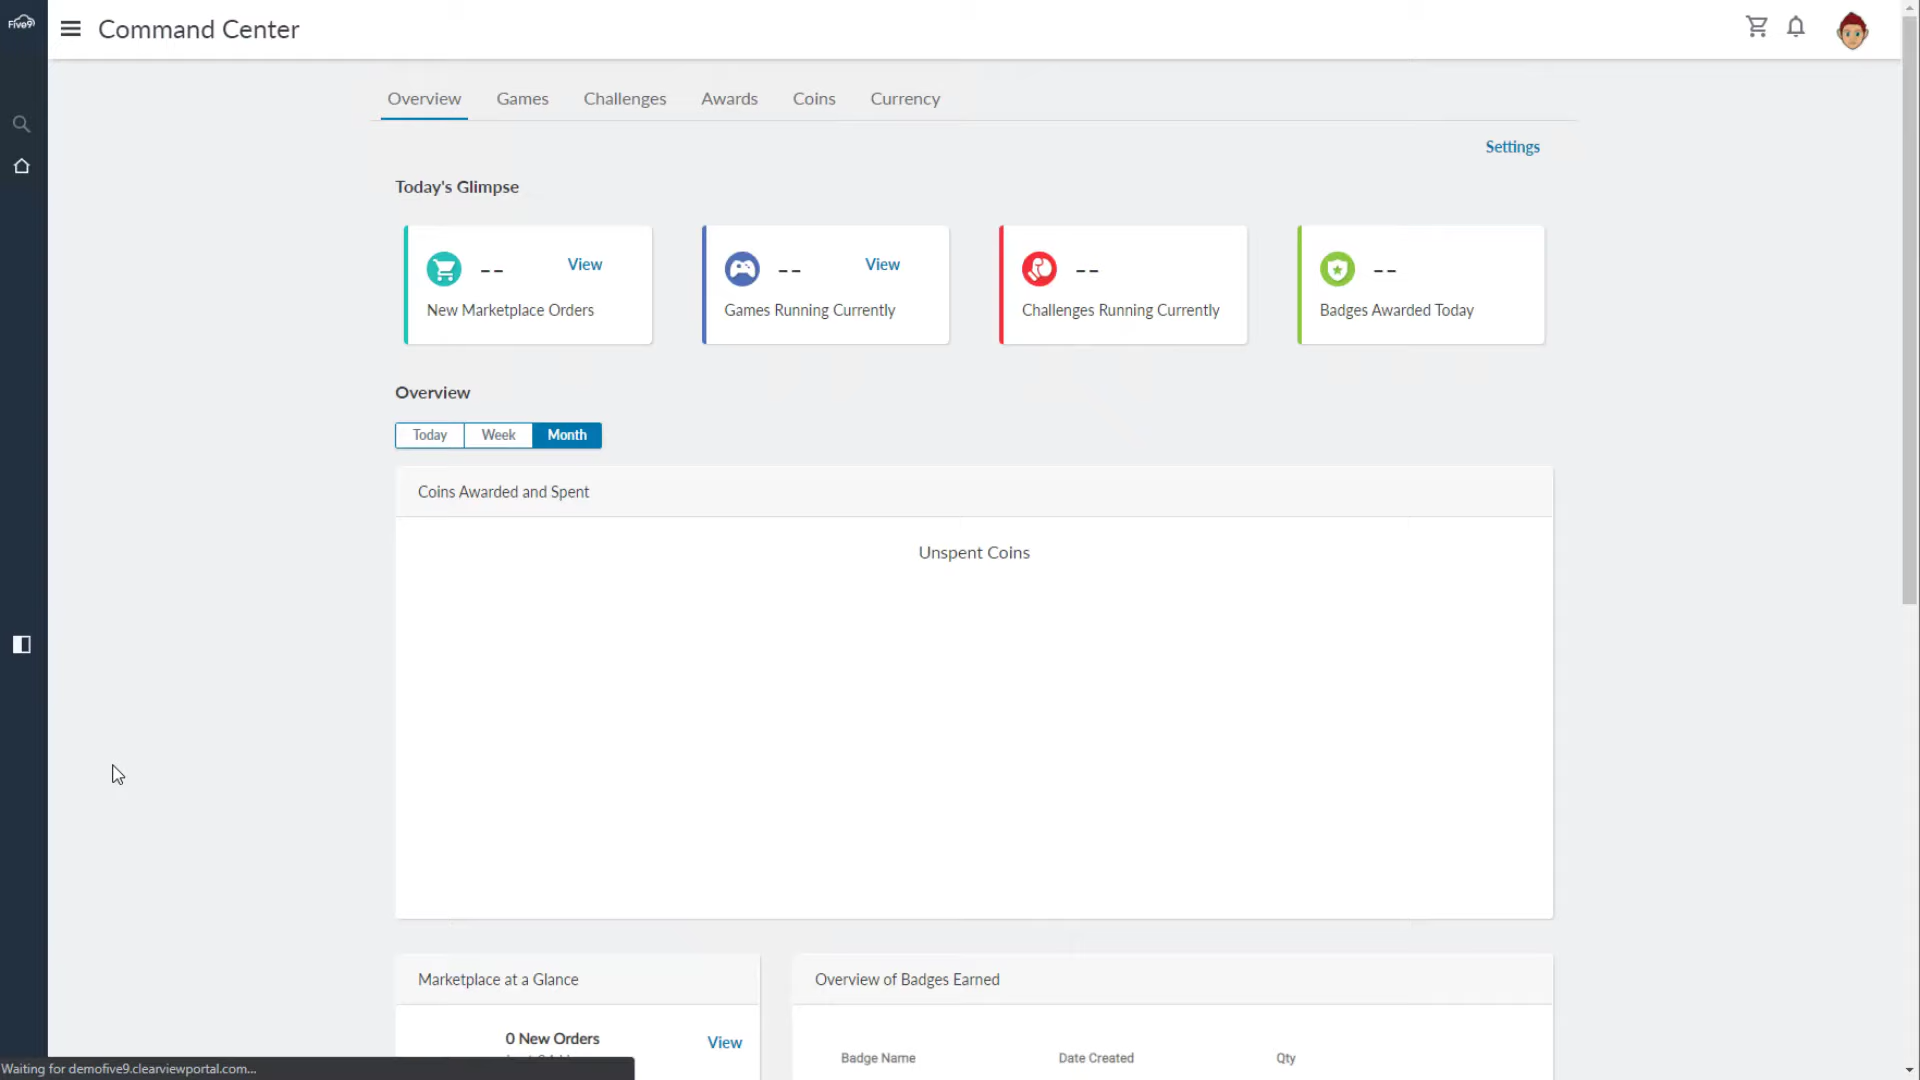 Five9
Command Center
Overview Games Challenges Awards Coins Currency
Settings
Today's Glimpse
-- View
New Marketplace Orders
-- View
Games Running Currently
--
Challenges Running Currently
--
Badges Awarded Today
Overview
Today Week Month
Coins Awarded and Spent
Unspent Coins
Marketplace at a Glance
0 New Orders
View
Overview of Badges Earned
Badge Name Date Created Qty
Waiting for demofive9.clearviewportal.com...